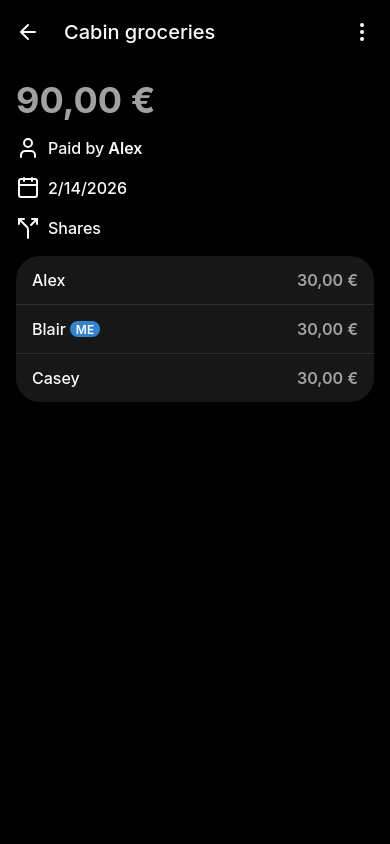 Cabin groceries
90,00 €
Paid by Alex
2/14/2026
Shares
Alex 30,00 €
Blair ME 30,00 €
Casey 30,00 €